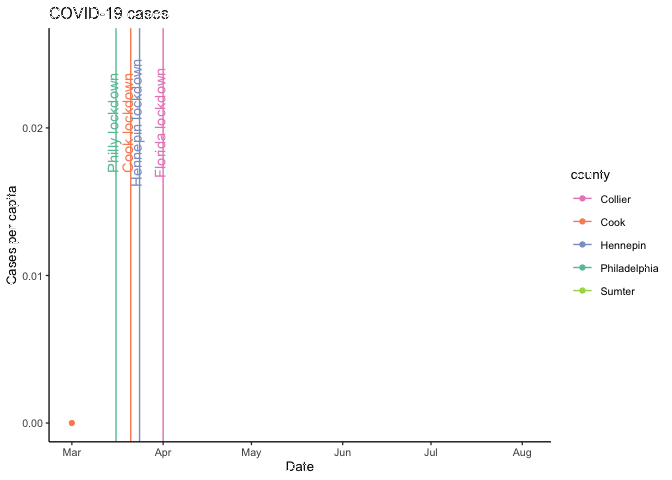 COVID-19 cases
Philly lockdown
Cook lockdown
Hennepin lockdown
Florida lockdown
Cases per capita
0.02
0.01
0.00
Mar
Apr
May
Jun
Jul
Aug
Date
county
Collier
Cook
Hennepin
Philadelphia
Sumter